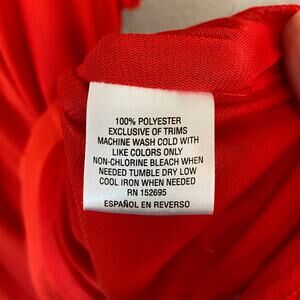 100% POLYESTER
EXCLUSIVE OF TRIMS
MACHINE WASH COLD WITH
LIKE COLORS ONLY
NON-CHLORINE BLEACH WHEN
NEEDED TUMBLE DRY LOW
COOL IRON WHEN NEEDED
RN 152695
ESPAÑOL EN REVERSO